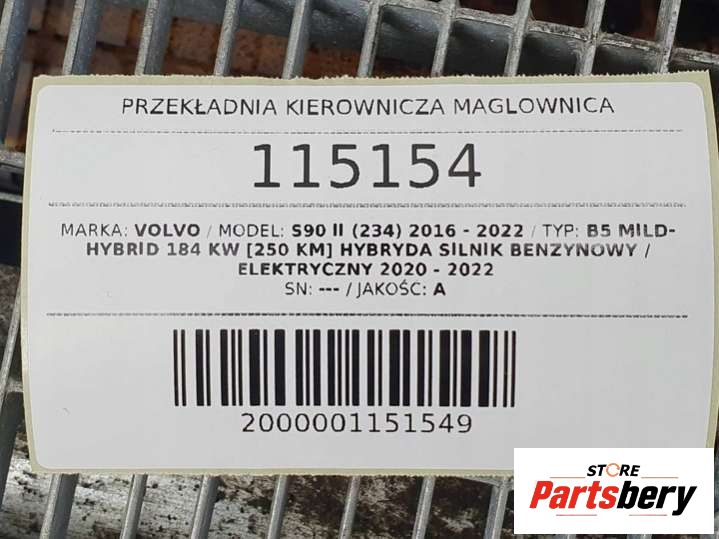 PRZEKŁADNIA KIEROWNICZA MAGLOWNICA
115154
MARKA: VOLVO / MODEL: S90 II (234) 2016 - 2022 / TYP: B5 MILD-
HYBRID 184 KW [250 KM] HYBRYDA SILNIK BENZYNOWY /
ELEKTRYCZNY 2020 - 2022
SN: --- / JAKOŚĆ: A
2000001151549
STORE
Partsbery